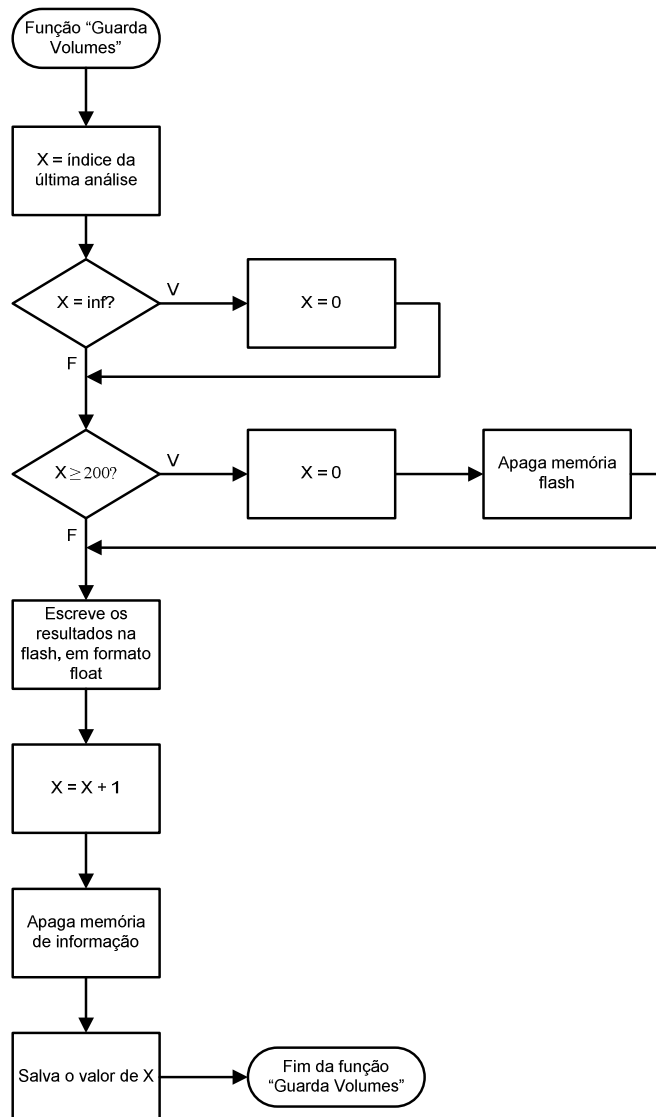 Função “Guarda
Volumes”
X = índice da
última análise
X = inf?
V
X = 0
F
X ≥ 200?
V
X = 0
Apaga memória
flash
F
Escreve os
resultados na
flash, em formato
float
X = X + 1
Apaga memória
de informação
Salva o valor de X
Fim da função
“Guarda Volumes”